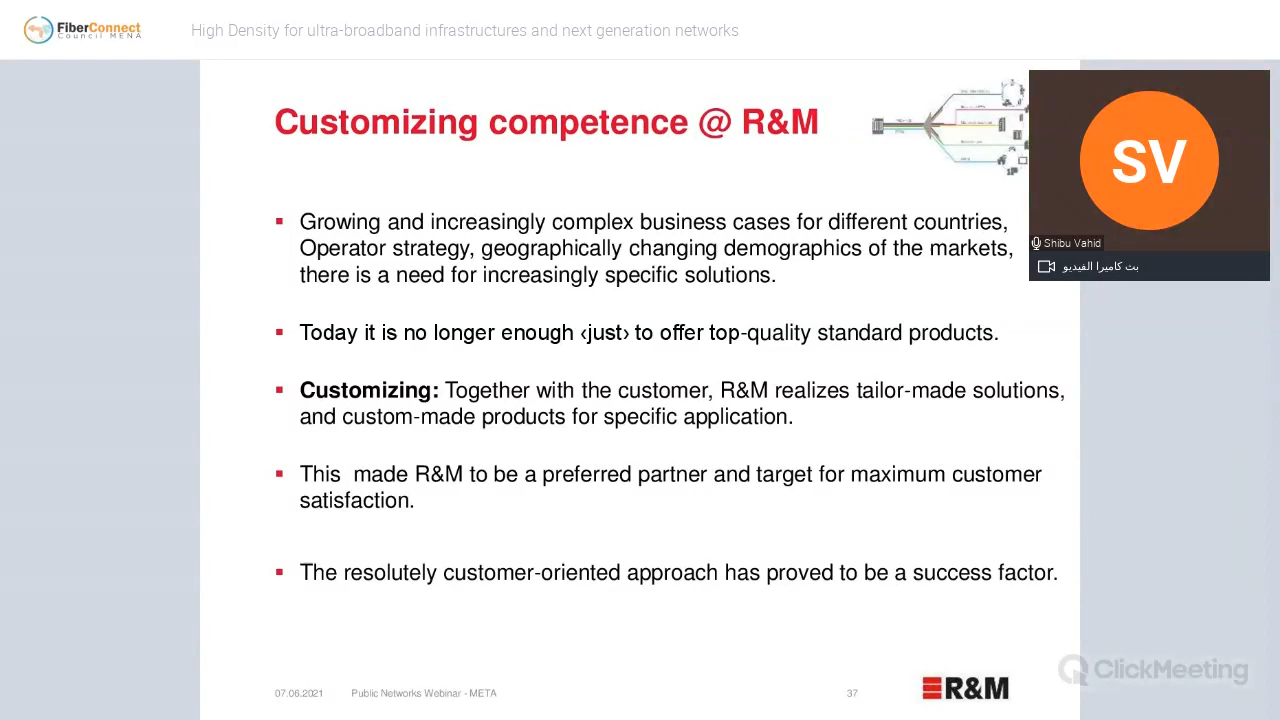 FiberConnect
Council MENA
High Density for ultra-broadband infrastructures and next generation networks
Customizing competence @ R&M
SV
Shibu Vahid
بث كاميرا الفيديو
Growing and increasingly complex business cases for different countries,
Operator strategy, geographically changing demographics of the markets,
there is a need for increasingly specific solutions.
Today it is no longer enough ‹just› to offer top-quality standard products.
Customizing: Together with the customer, R&M realizes tailor-made solutions,
and custom-made products for specific application.
This  made R&M to be a preferred partner and target for maximum customer
satisfaction.
The resolutely customer-oriented approach has proved to be a success factor.
07.06.2021
Public Networks Webinar - META
37
R&M
ClickMeeting